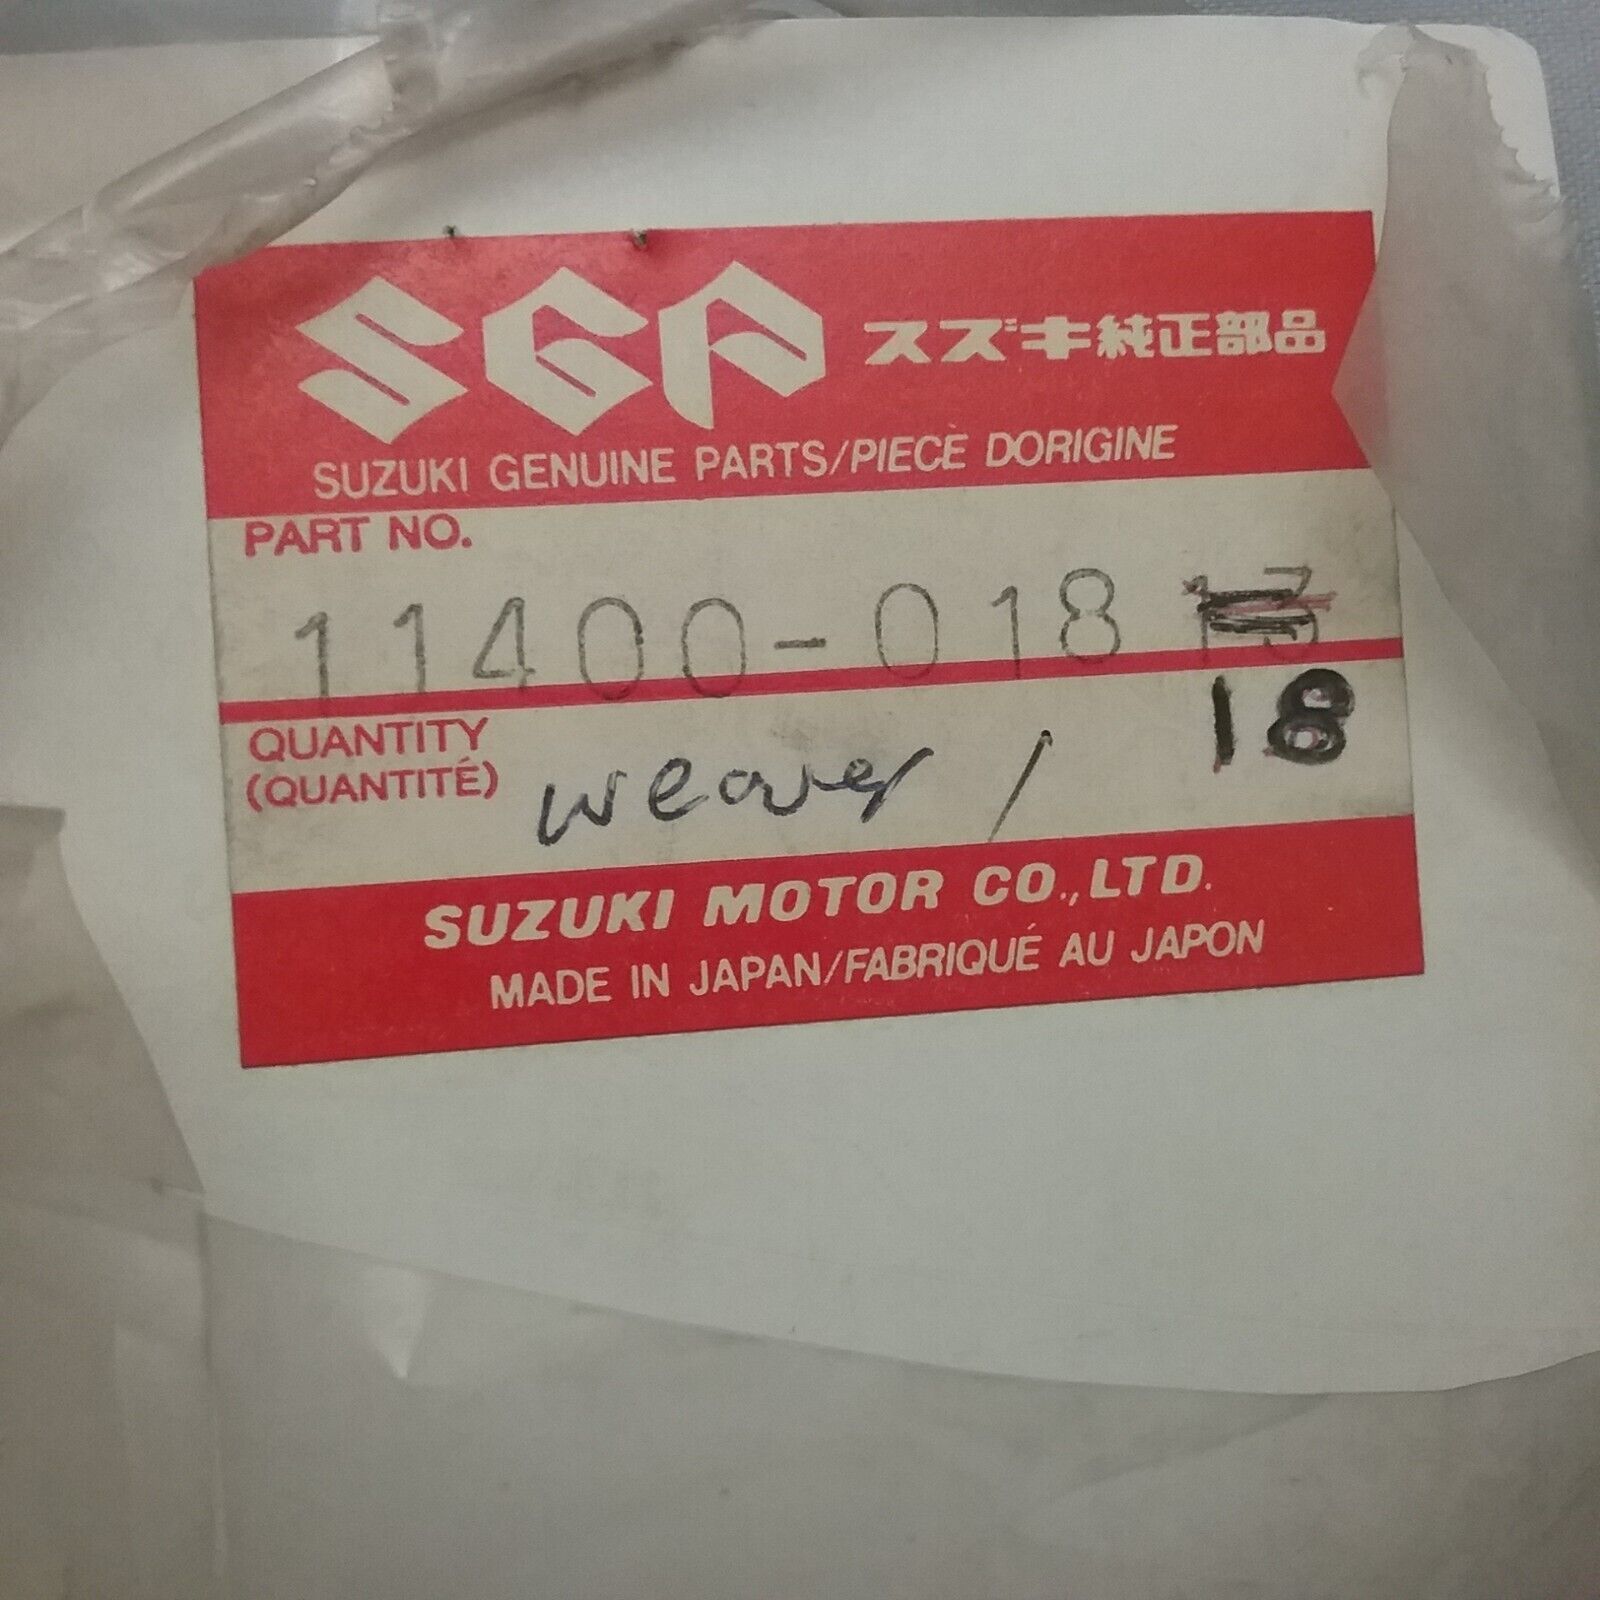 SGP スズキ純正部品
SUZUKI GENUINE PARTS/PIECÈ DORIGINE
PART NO.
11400-018
18
QUANTITY
(QUANTITÉ)
weaver /
SUZUKI MOTOR CO.,LTD.
MADE IN JAPAN/FABRIQUÉ AU JAPON